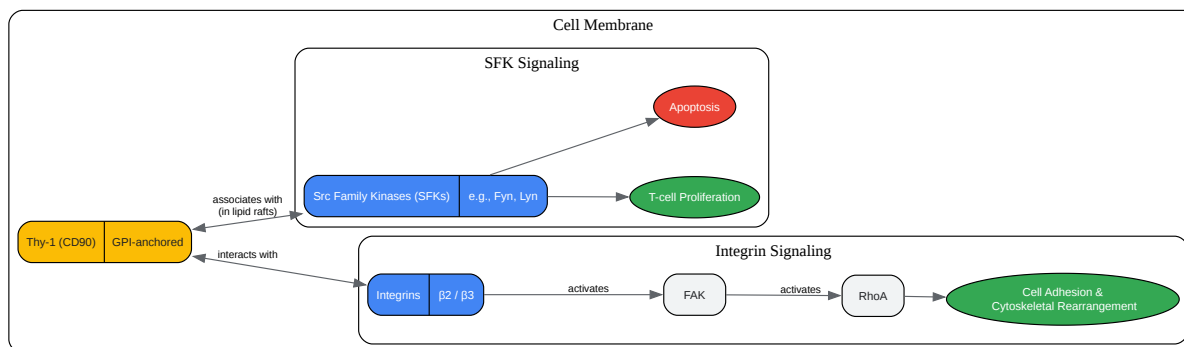 Cell Membrane
SFK Signaling
Apoptosis
Src Family Kinases (SFKs)
e.g., Fyn, Lyn
T-cell Proliferation
associates with
(in lipid rafts)
Thy-1 (CD90)
GPI-anchored
interacts with
Integrin Signaling
Integrins
β2 / β3
activates
FAK
activates
RhoA
Cell Adhesion &
Cytoskeletal Rearrangement